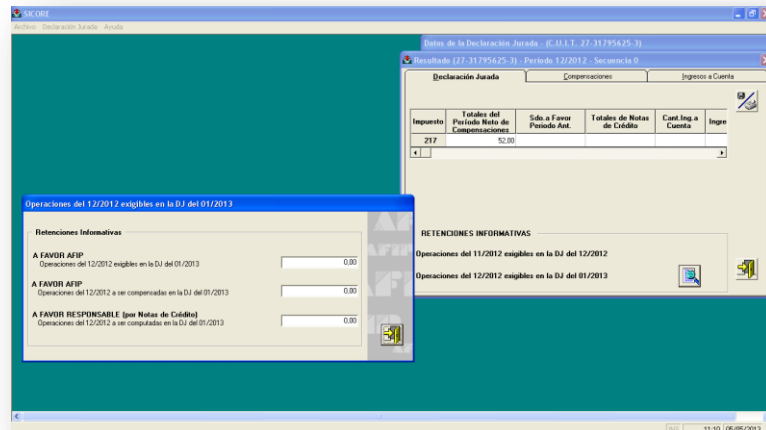 SICORE
Archivo Declaración Jurada Ayuda
Datos de la Declaración Jurada - (C.U.I.T. 27-31795625-3)
Resultado (27-31795625-3) - Período 12/2012 - Secuencia 0
Declaración Jurada Compensaciones Ingresos a Cuenta
Impuesto Totales del Período Neto de Compensaciones Sdo.a Favor Período Ant. Totales de Notas de Crédito Cant.Ing.a Cuenta Ingre
217 52,00
RETENCIONES INFORMATIVAS
Operaciones del 11/2012 exigibles en la DJ del 12/2012
Operaciones del 12/2012 exigibles en la DJ del 01/2013
Operaciones del 12/2012 exigibles en la DJ del 01/2013
Retenciones Informativas
A FAVOR AFIP
Operaciones del 12/2012 exigibles en la DJ del 01/2013 0,00
A FAVOR AFIP
Operaciones del 12/2012 a ser compensadas en la DJ del 01/2013 0,00
A FAVOR RESPONSABLE (por Notas de Crédito)
Operaciones del 12/2012 a ser computadas en la DJ del 01/2013 0,00
11:10 05/05/2013